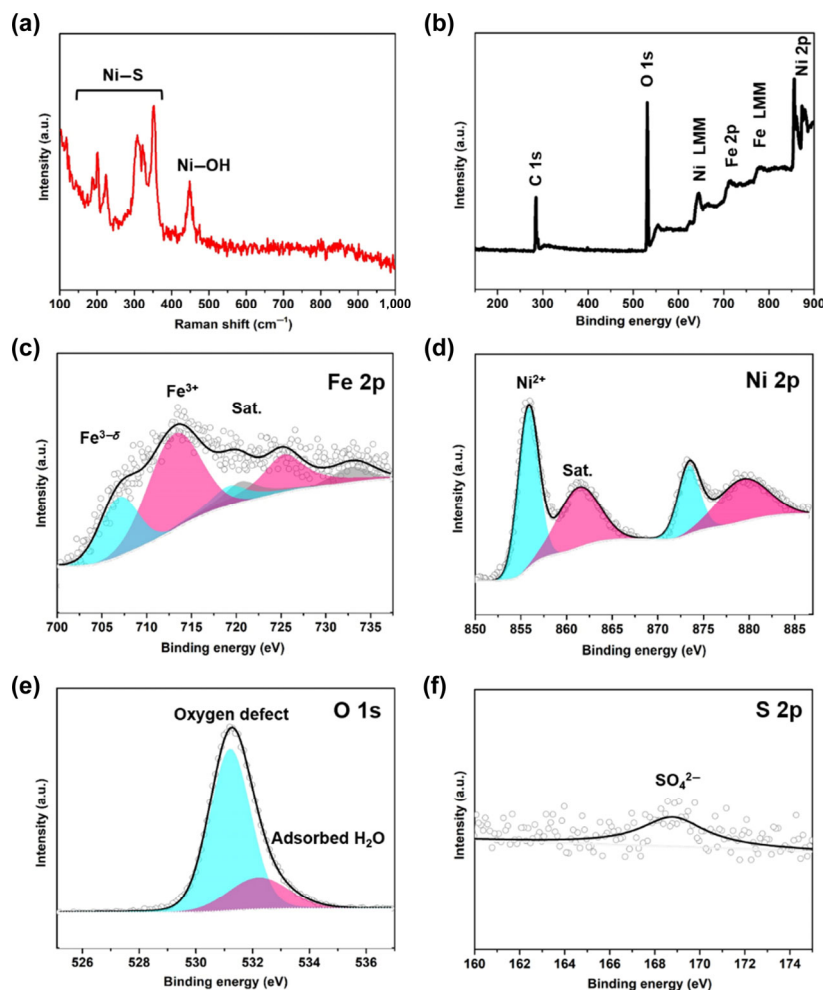 (a)
Ni–S
Ni–OH
Intensity (a.u.)
100 200 300 400 500 600 700 800 900 1,000
Raman shift (cm⁻¹)
(b)
C 1s
O 1s
Ni LMM
Fe 2p
Fe LMM
Ni 2p
Intensity (a.u.)
200 300 400 500 600 700 800 900
Binding energy (eV)
(c)
Fe 2p
Fe³⁺
Sat.
Fe³⁻ᵟ
Intensity (a.u.)
700 705 710 715 720 725 730 735
Binding energy (eV)
(d)
Ni 2p
Ni²⁺
Sat.
Intensity (a.u.)
850 855 860 865 870 875 880 885
Binding energy (eV)
(e)
O 1s
Oxygen defect
Adsorbed H₂O
Intensity (a.u.)
526 528 530 532 534 536
Binding energy (eV)
(f)
S 2p
SO₄²⁻
Intensity (a.u.)
160 162 164 166 168 170 172 174
Binding energy (eV)